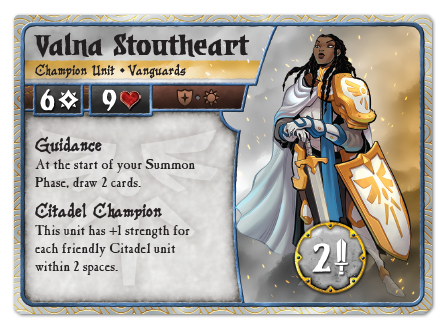 Valna Stoutheart
Champion Unit • Vanguards
6 9
Guidance
At the start of your Summon
Phase, draw 2 cards.
Citadel Champion
This unit has +1 strength for
each friendly Citadel unit
within 2 spaces.
2